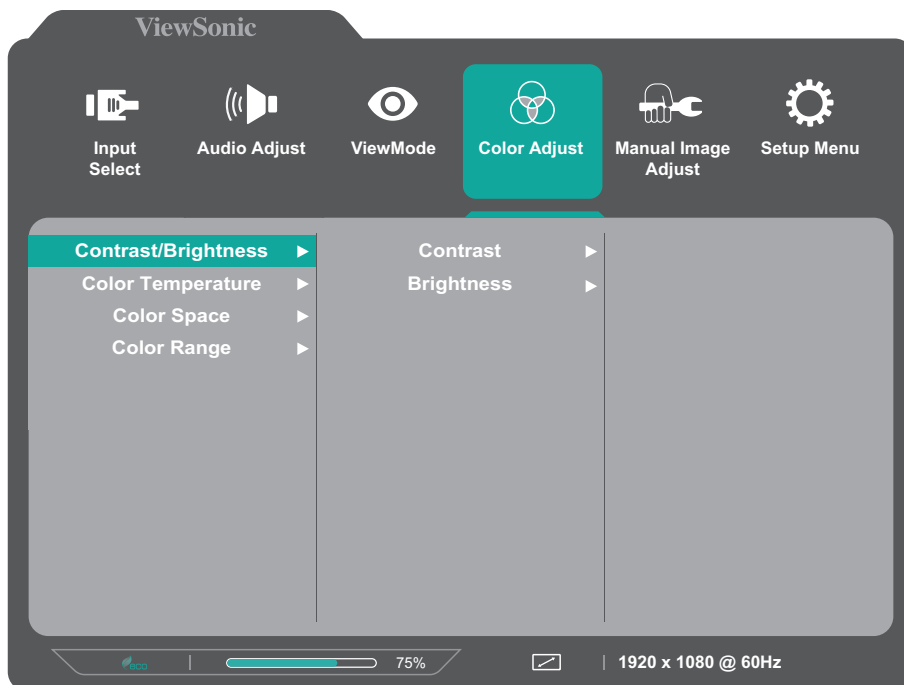 ViewSonic
Input Select
Audio Adjust
ViewMode
Color Adjust
Manual Image Adjust
Setup Menu
Contrast/Brightness
Contrast
Color Temperature
Brightness
Color Space
Color Range
eco
75%
1920 x 1080 @ 60Hz